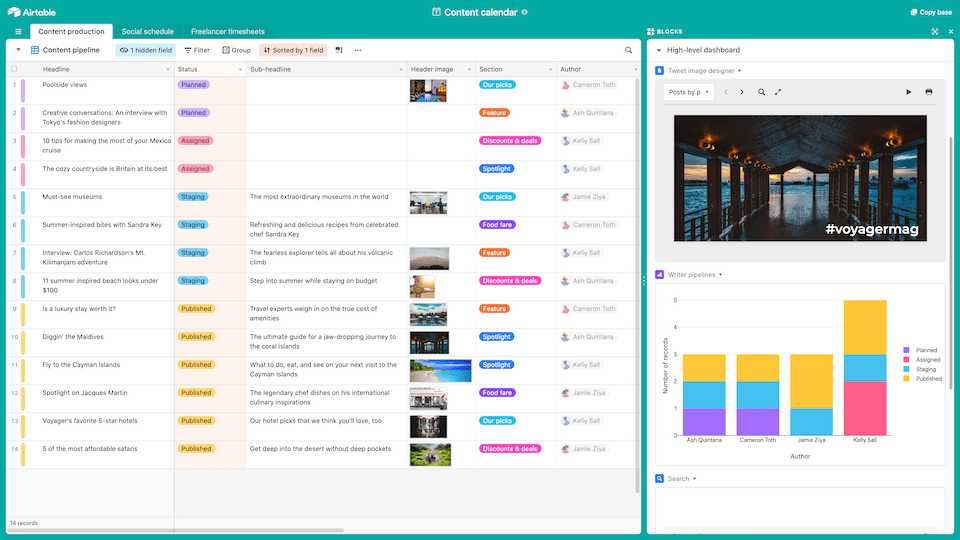 Airtable
Content calendar
Copy base
Content production
Social schedule
Freelancer timesheets
BLOCKS
Content pipeline
1 hidden field
Filter
Group
Sorted by 1 field
High-level dashboard
Headline
Status
Sub-headline
Header image
Section
Author
1 Poolside views Planned Our picks Cameron Toth
2 Creative conversations: An interview with Planned Feature Ash Quintana
Tokyo's fashion designers
3 10 tips for making the most of your Mexico Assigned Discounts & deals Kelly Sall
cruise
4 The cozy countryside is Britain at its best Assigned Spotlight Kelly Sall
5 Must-see museums Staging The most extraordinary museums in the world Our picks Jamie Ziya
6 Summer-inspired bites with Sandra Key Staging Refreshing and delicious recipes from celebrated Food fare Cameron Toth
chef Sandra Key
7 Interview: Carlos Richardson's Mt. Staging The fearless explorer tells all about his volcanic Feature Kelly Sall
Kilimanjaro adventure climb
8 11 summer inspired beach looks under Staging Step into summer while staying on budget Discounts & deals Ash Quintana
$100
9 Is a luxury stay worth it? Published Travel experts weigh in on the true cost of Feature Jamie Ziya
amenities
10 Diggin' the Maldives Published The ultimate guide for a jaw-dropping journey to Spotlight Ash Quintana
the coral islands
11 Fly to the Cayman Islands Published What to do, eat, and see on your next visit to the Spotlight Kelly Sall
Cayman Islands
12 Spotlight on Jacques Martin Published The legendary chef dishes on his international Food fare Cameron Toth
culinary inspirations
13 Voyager's favorite 5-star hotels Published Our hotel picks that we think you'll love, too Our picks Kelly Sall
14 5 of the most affordable safaris Published Get deep into the desert without deep pockets Discounts & deals Jamie Ziya
14 records
Tweet image designer
Posts by p
#voyagermag
Writer pipelines
5
4
3
2
1
0
Number of records
Ash Quintana
Cameron Toth
Jamie Ziya
Kelly Sall
Author
Planned
Assigned
Staging
Published
Search